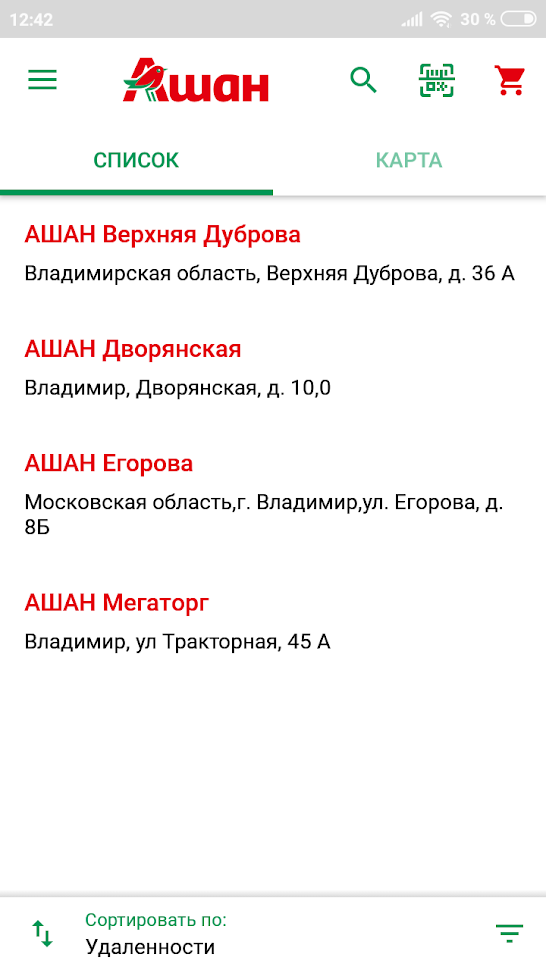 12:42
30 %
Ашан
СПИСОК
КАРТА
АШАН Верхняя Дуброва
Владимирская область, Верхняя Дуброва, д. 36 А
АШАН Дворянская
Владимир, Дворянская, д. 10,0
АШАН Егорова
Московская область,г. Владимир,ул. Егорова, д.
8Б
АШАН Мегаторг
Владимир, ул Тракторная, 45 А
Сортировать по:
Удаленности